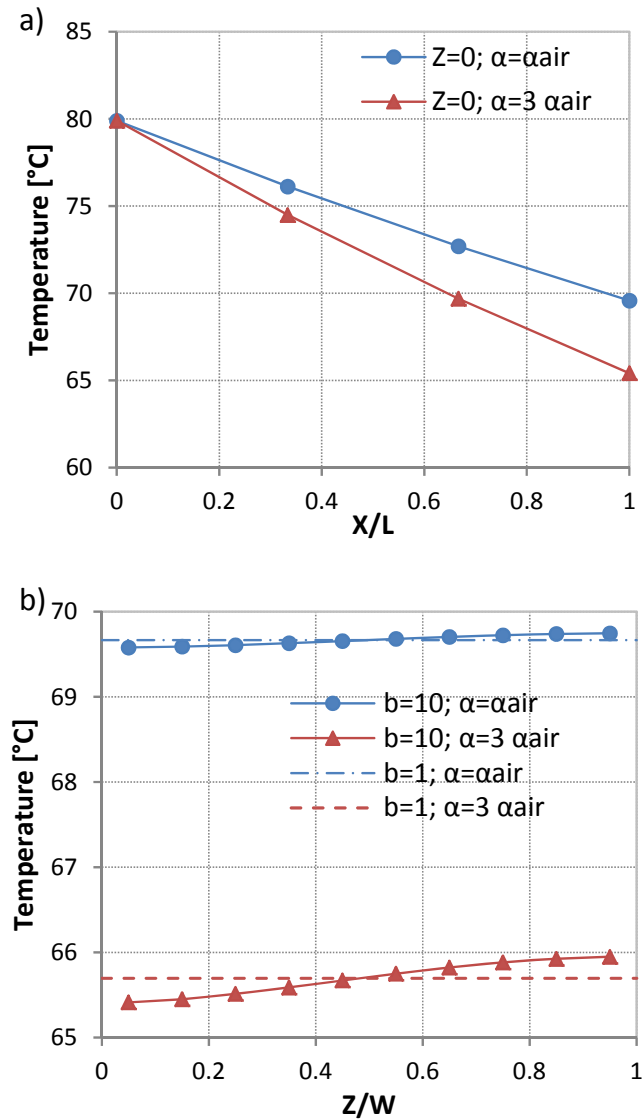 a)
85
80
75
70
65
60
Temperature [°C]
Z=0; α=αair
Z=0; α=3 αair
0
0.2
0.4
0.6
0.8
1
X/L
b)
70
69
68
67
66
65
Temperature [°C]
b=10; α=αair
b=10; α=3 αair
b=1; α=αair
b=1; α=3 αair
0
0.2
0.4
0.6
0.8
1
Z/W